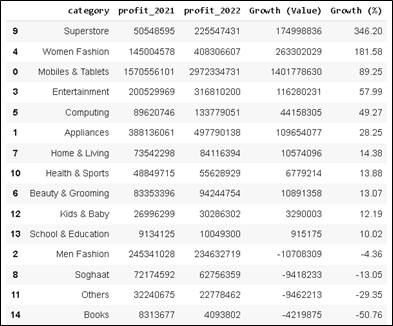 category profit_2021 profit_2022 Growth (Value) Growth (%)
9 Superstore 50548595 225547431 174998836 346.20
4 Women Fashion 145004578 408306607 263302029 181.58
0 Mobiles & Tablets 1570556101 2972334731 1401778630 89.25
3 Entertainment 200529969 316810200 116280231 57.99
5 Computing 89620746 133779051 44158305 49.27
1 Appliances 388136061 497790138 109654077 28.25
7 Home & Living 73542298 84116394 10574096 14.38
10 Health & Sports 48849715 55628929 6779214 13.88
6 Beauty & Grooming 83353396 94244754 10891358 13.07
12 Kids & Baby 26996299 30286302 3290003 12.19
13 School & Education 9134125 10049300 915175 10.02
2 Men Fashion 245341028 234632719 -10708309 -4.36
8 Soghaat 72174592 62756359 -9418233 -13.05
11 Others 32240675 22778462 -9462213 -29.35
14 Books 8313677 4093802 -4219875 -50.76